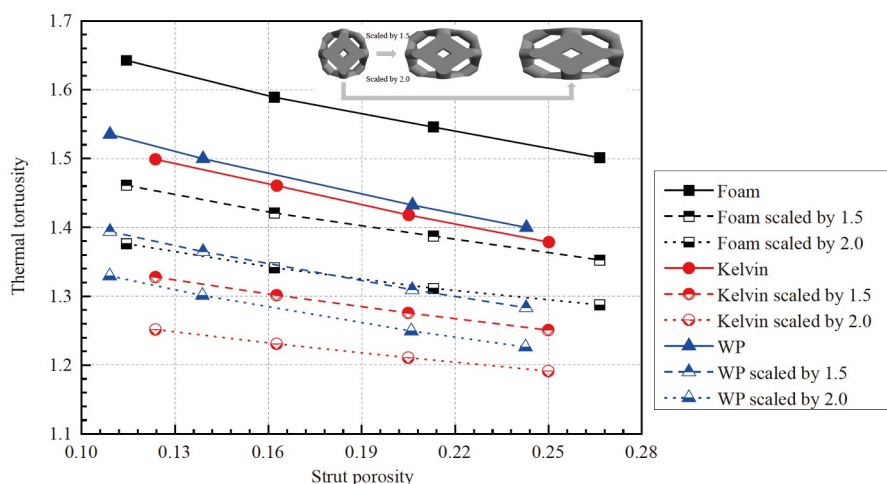 1.7
1.6
1.5
1.4
1.3
1.2
1.1
Thermal tortuosity
0.10
0.13
0.16
0.19
0.22
0.25
0.28
Strut porosity
Scaled by 1.5
Scaled by 2.0
Foam
Foam scaled by 1.5
Foam scaled by 2.0
Kelvin
Kelvin scaled by 1.5
Kelvin scaled by 2.0
WP
WP scaled by 1.5
WP scaled by 2.0